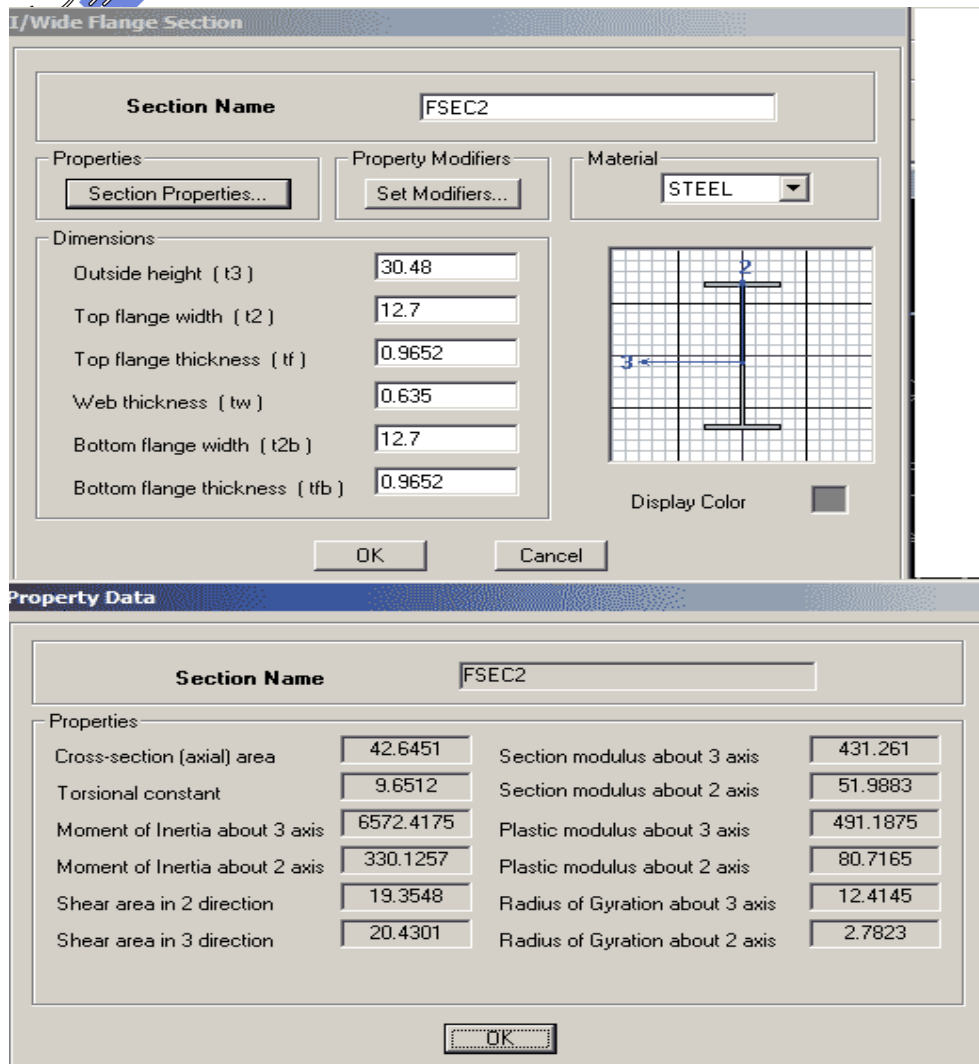 I/Wide Flange Section
Section Name FSEC2
Properties Property Modifiers Material
Section Properties... Set Modifiers... STEEL
Dimensions
Outside height ( t3 ) 30.48
Top flange width ( t2 ) 12.7
Top flange thickness ( tf ) 0.9652
Web thickness ( tw ) 0.635
Bottom flange width ( t2b ) 12.7
Bottom flange thickness ( tfb ) 0.9652
2
3
Display Color
OK Cancel
Property Data
Section Name FSEC2
Properties
Cross-section (axial) area 42.6451 Section modulus about 3 axis 431.261
Torsional constant 9.6512 Section modulus about 2 axis 51.9883
Moment of Inertia about 3 axis 6572.4175 Plastic modulus about 3 axis 491.1875
Moment of Inertia about 2 axis 330.1257 Plastic modulus about 2 axis 80.7165
Shear area in 2 direction 19.3548 Radius of Gyration about 3 axis 12.4145
Shear area in 3 direction 20.4301 Radius of Gyration about 2 axis 2.7823
OK